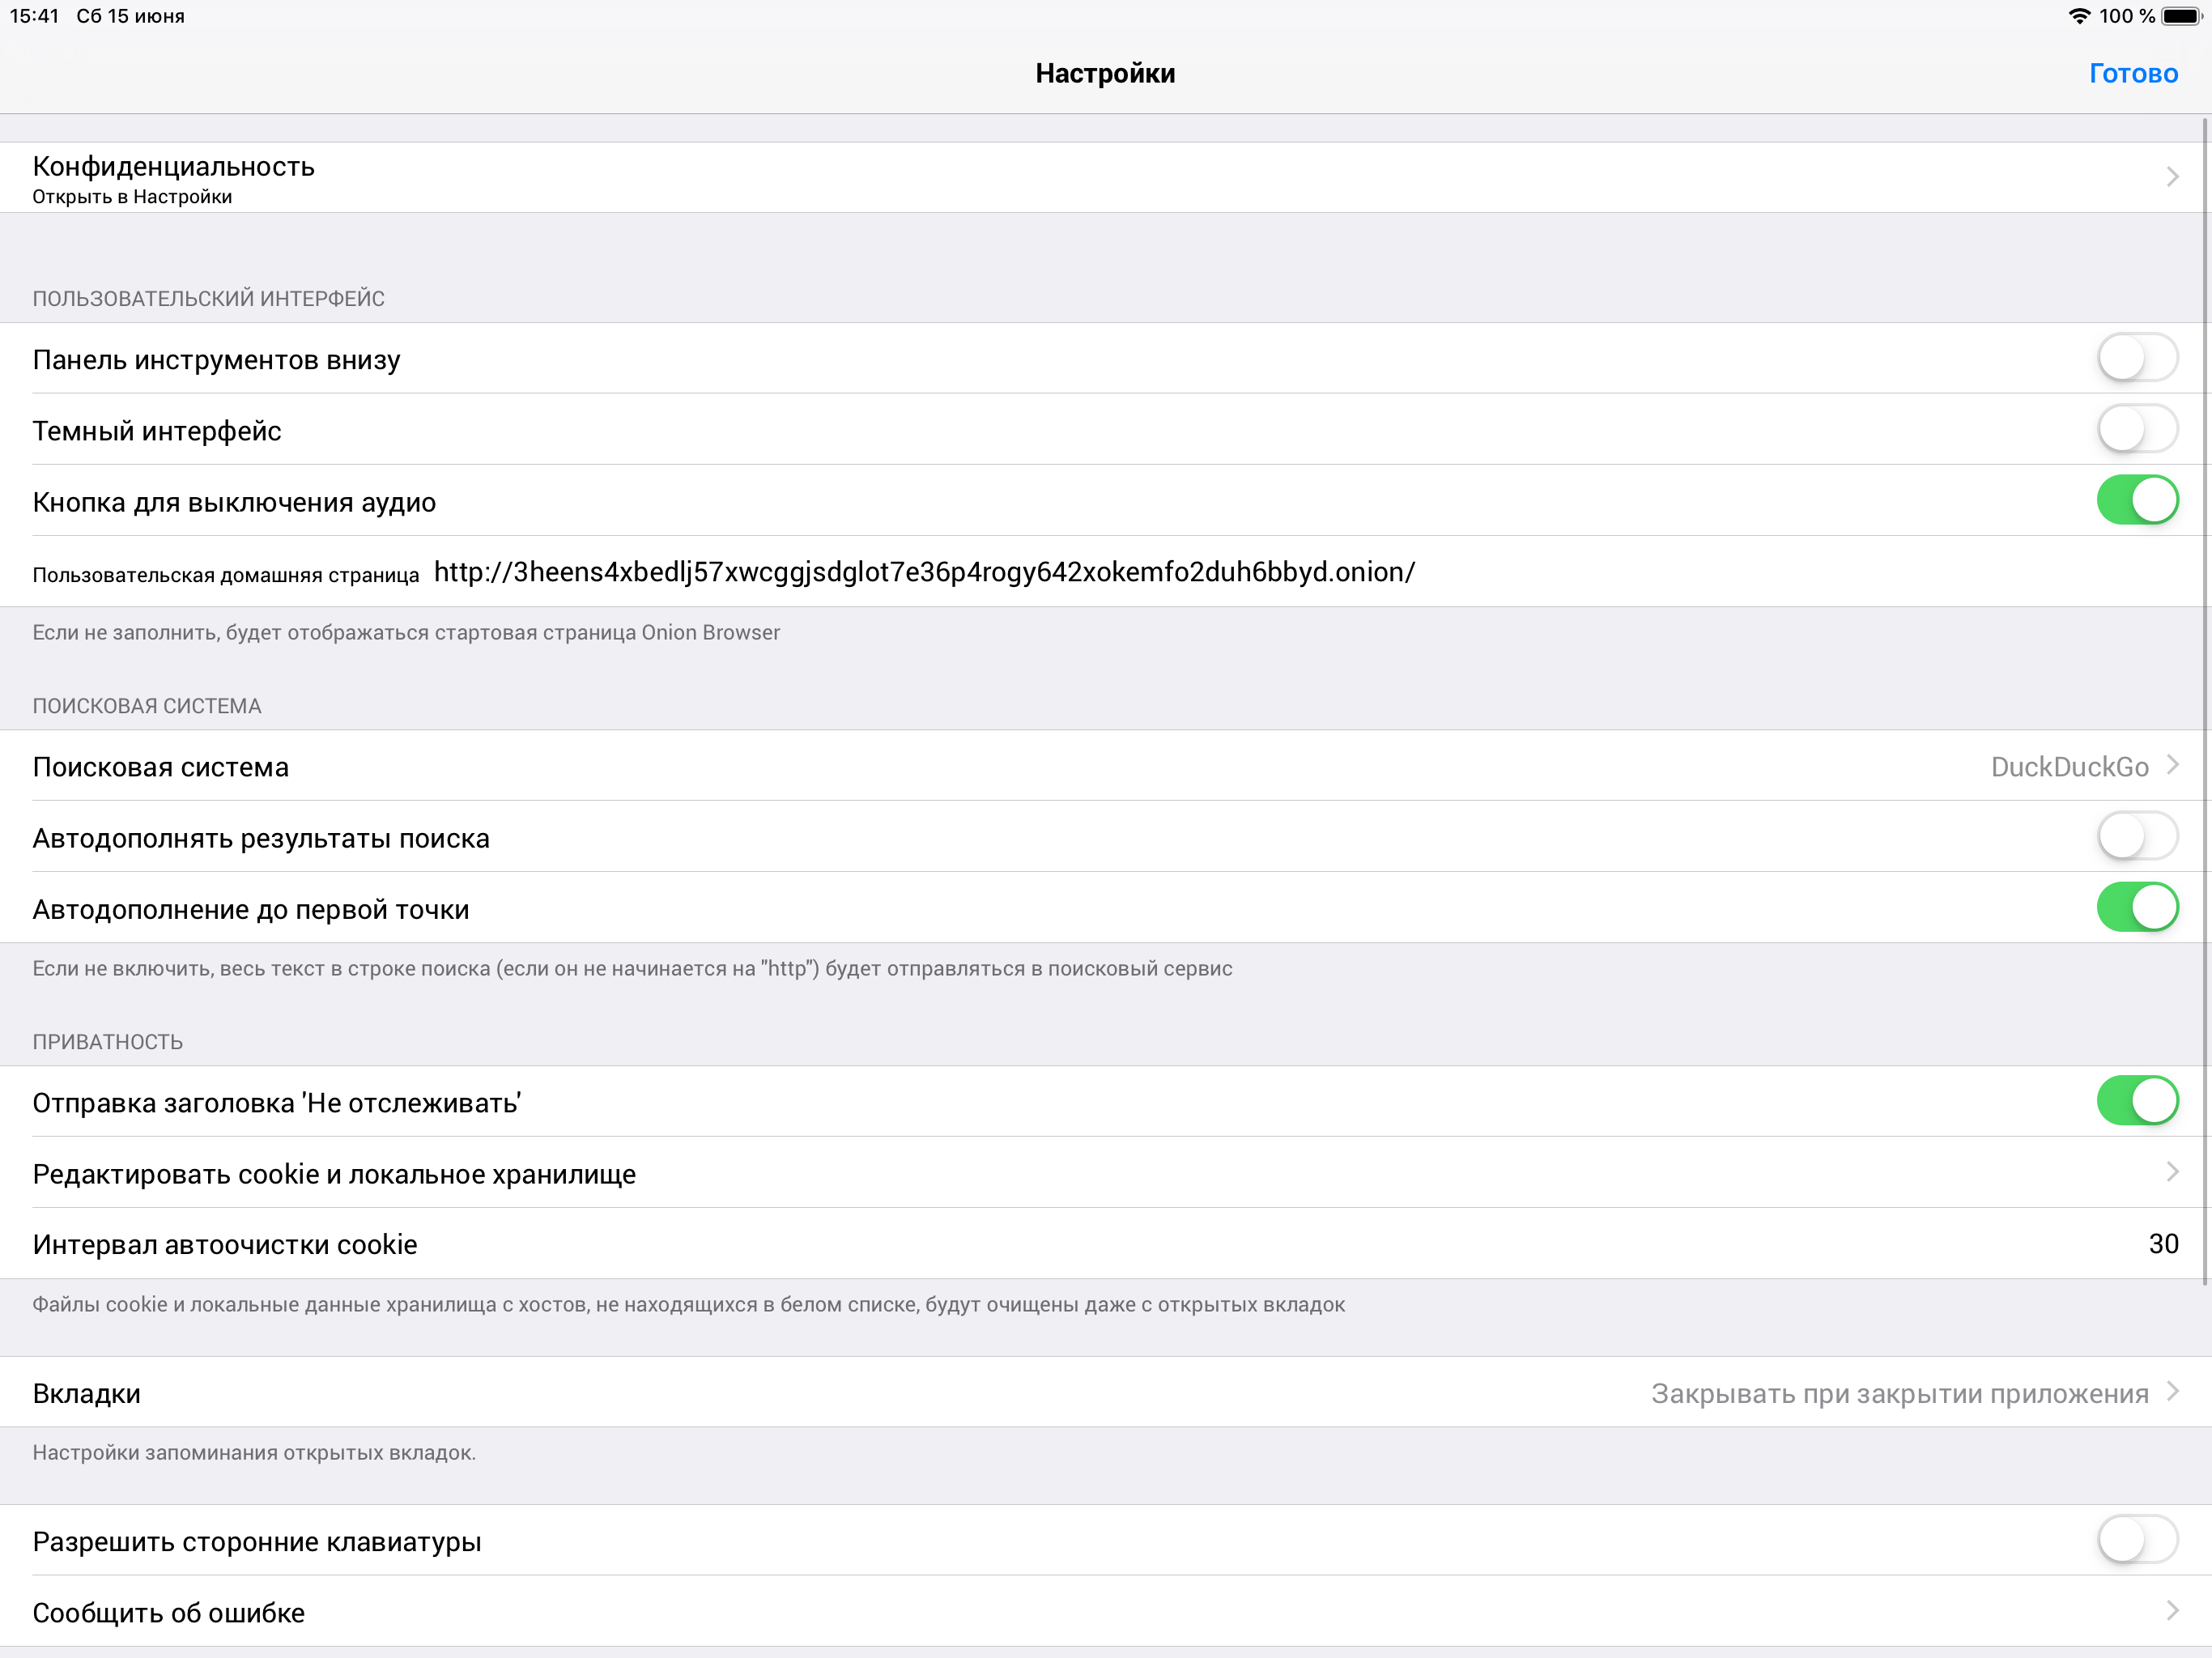 15:41 Сб 15 июня 100 %
Настройки Готово
Конфиденциальность
Открыть в Настройки
ПОЛЬЗОВАТЕЛЬСКИЙ ИНТЕРФЕЙС
Панель инструментов внизу
Темный интерфейс
Кнопка для выключения аудио
Пользовательская домашняя страница http://3heens4xbedlj57xwcggjsdglot7e36p4rogy642xokemfo2duh6bbyd.onion/
Если не заполнить, будет отображаться стартовая страница Onion Browser
ПОИСКОВАЯ СИСТЕМА
Поисковая система DuckDuckGo
Автодополнять результаты поиска
Автодополнение до первой точки
Если не включить, весь текст в строке поиска (если он не начинается на "http") будет отправляться в поисковый сервис
ПРИВАТНОСТЬ
Отправка заголовка 'Не отслеживать'
Редактировать cookie и локальное хранилище
Интервал автоочистки cookie 30
Файлы cookie и локальные данные хранилища с хостов, не находящихся в белом списке, будут очищены даже с открытых вкладок
Вкладки Закрывать при закрытии приложения
Настройки запоминания открытых вкладок.
Разрешить сторонние клавиатуры
Сообщить об ошибке